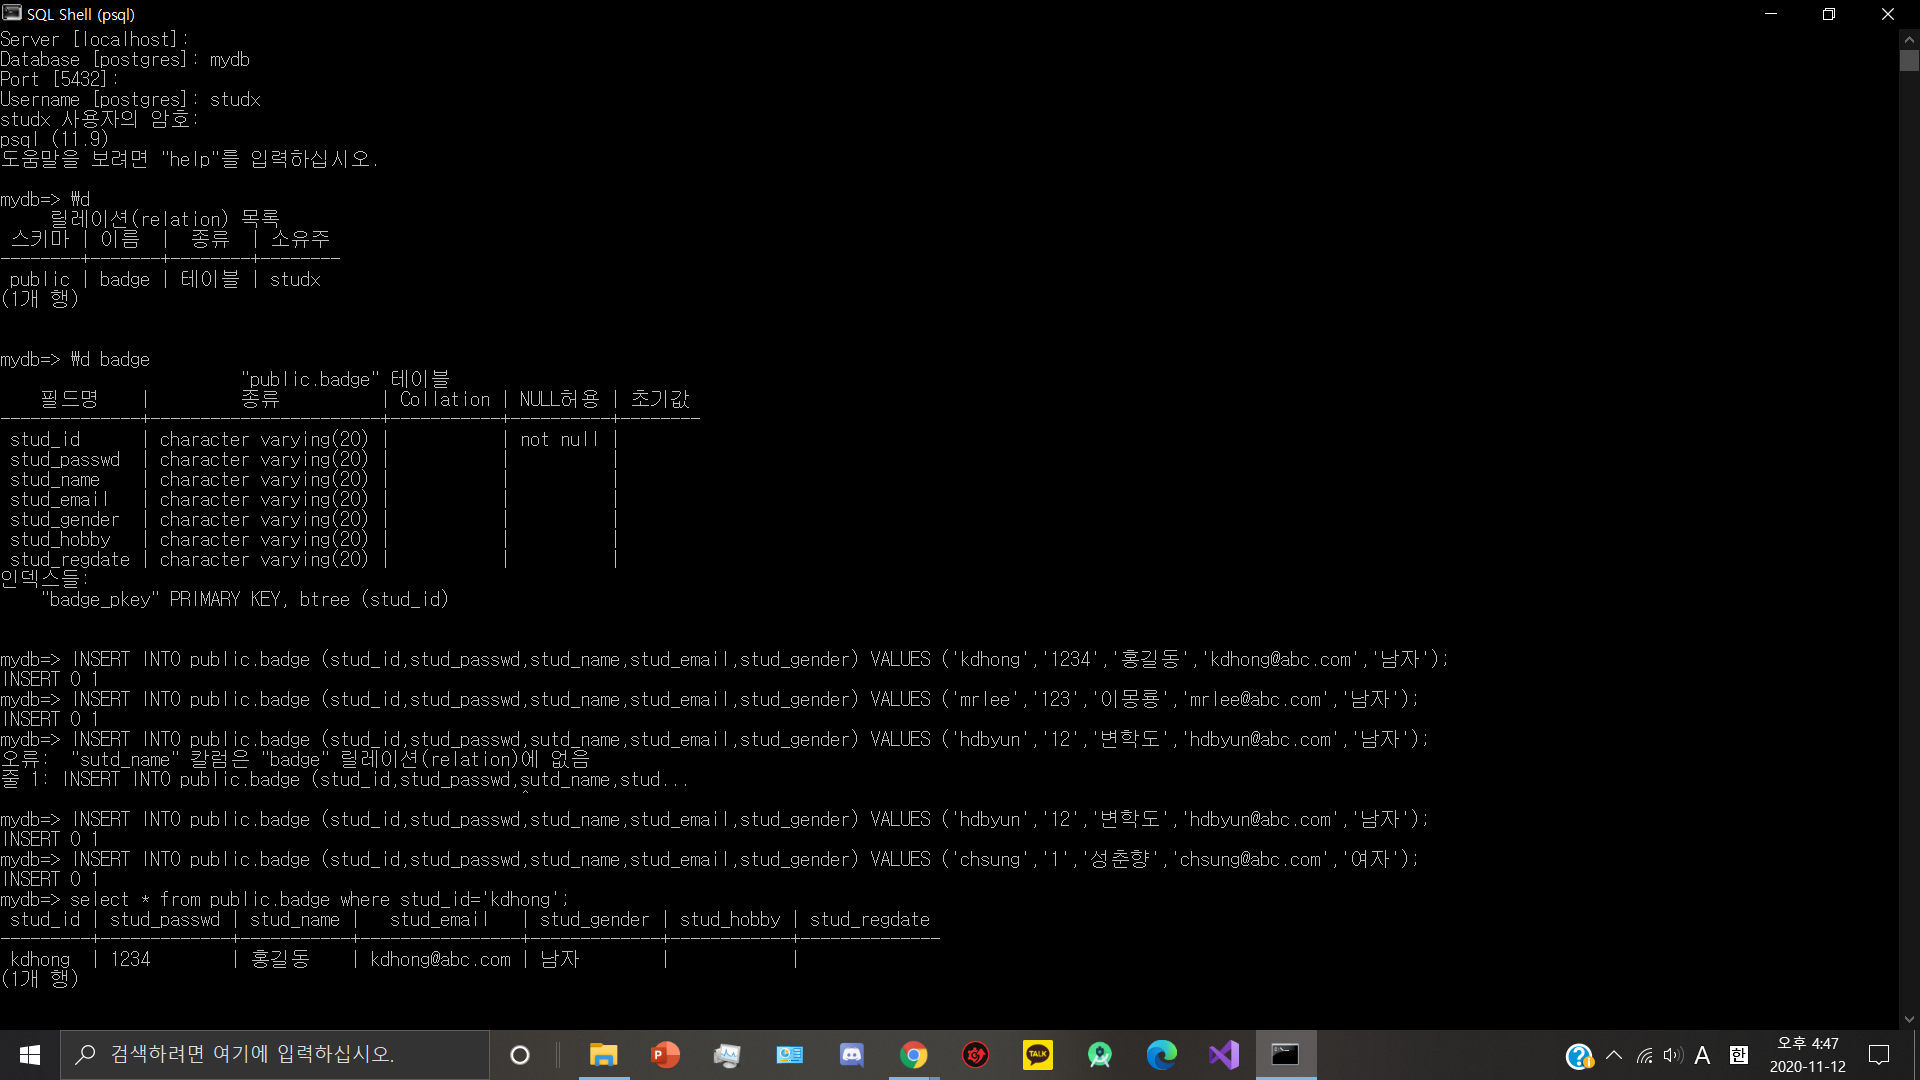 SQL Shell (psql)
Server [localhost]:
Database [postgres]: mydb
Port [5432]:
Username [postgres]: studx
studx 사용자의 암호:
psql (11.9)
도움말을 보려면 "help"를 입력하십시오.
mydb=> ₩d
릴레이션(relation) 목록
스키마 | 이름 | 종류 | 소유주
--------+-------+--------+--------
public | badge | 테이블 | studx
(1개 행)
mydb=> ₩d badge
"public.badge" 테이블
필드명 | 종류 | Collation | NULL허용 | 초기값
--------------+-----------------------+-----------+----------+--------
stud_id | character varying(20) | | not null |
stud_passwd | character varying(20) | | |
stud_name | character varying(20) | | |
stud_email | character varying(20) | | |
stud_gender | character varying(20) | | |
stud_hobby | character varying(20) | | |
stud_regdate | character varying(20) | | |
인덱스들:
"badge_pkey" PRIMARY KEY, btree (stud_id)
mydb=> INSERT INTO public.badge (stud_id,stud_passwd,stud_name,stud_email,stud_gender) VALUES ('kdhong','1234','홍길동','kdhong@abc.com','남자');
INSERT 0 1
mydb=> INSERT INTO public.badge (stud_id,stud_passwd,stud_name,stud_email,stud_gender) VALUES ('mrlee','123','이몽룡','mrlee@abc.com','남자');
INSERT 0 1
mydb=> INSERT INTO public.badge (stud_id,stud_passwd,sutd_name,stud_email,stud_gender) VALUES ('hdbyun','12','변학도','hdbyun@abc.com','남자');
오류: "sutd_name" 칼럼은 "badge" 릴레이션(relation)에 없음
줄 1: INSERT INTO public.badge (stud_id,stud_passwd,sutd_name,stud...
^
mydb=> INSERT INTO public.badge (stud_id,stud_passwd,stud_name,stud_email,stud_gender) VALUES ('hdbyun','12','변학도','hdbyun@abc.com','남자');
INSERT 0 1
mydb=> INSERT INTO public.badge (stud_id,stud_passwd,stud_name,stud_email,stud_gender) VALUES ('chsung','1','성춘향','chsung@abc.com','여자');
INSERT 0 1
mydb=> select * from public.badge where stud_id='kdhong';
stud_id | stud_passwd | stud_name | stud_email | stud_gender | stud_hobby | stud_regdate
---------+-------------+-----------+----------------+-------------+------------+--------------
kdhong | 1234 | 홍길동 | kdhong@abc.com | 남자 | |
(1개 행)
검색하려면 여기에 입력하십시오.
P
TALK
A
한
오후 4:47
2020-11-12